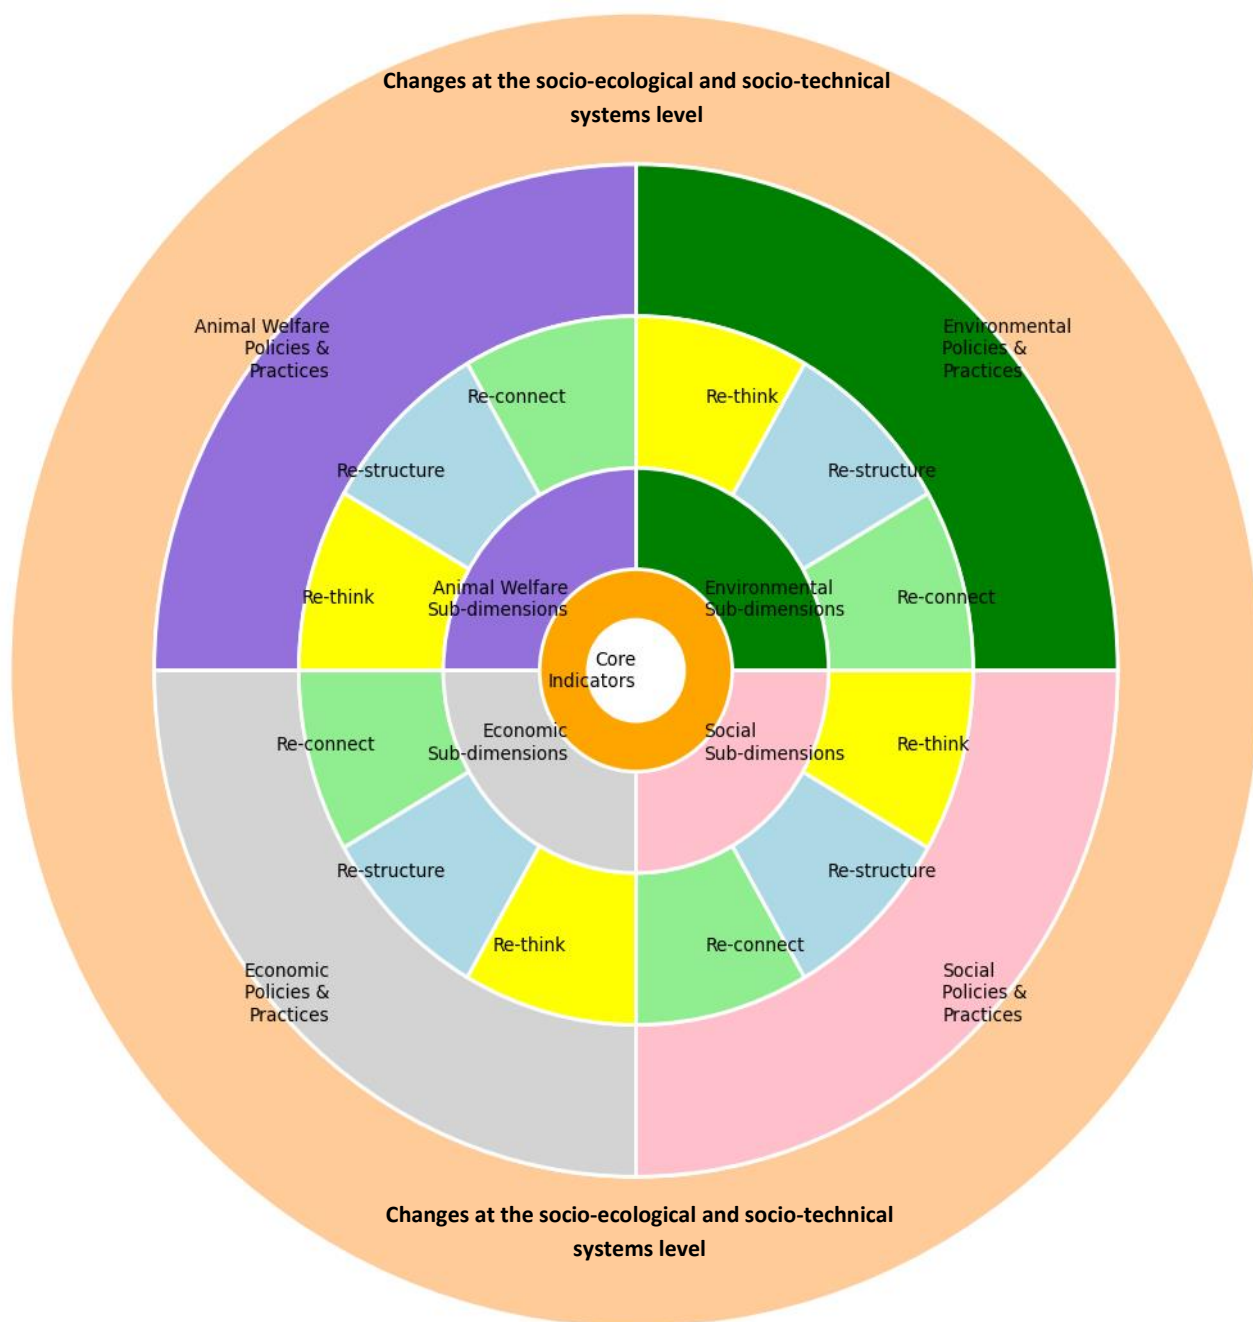 Changes at the socio-ecological and socio-technical
systems level
Animal Welfare
Policies &
Practices
Environmental
Policies &
Practices
Re-connect
Re-think
Re-structure
Re-structure
Re-think
Animal Welfare
Sub-dimensions
Environmental
Sub-dimensions
Re-connect
Core
Indicators
Re-connect
Economic
Sub-dimensions
Social
Sub-dimensions
Re-think
Re-structure
Re-structure
Re-think
Re-connect
Economic
Policies &
Practices
Social
Policies &
Practices
Changes at the socio-ecological and socio-technical
systems level